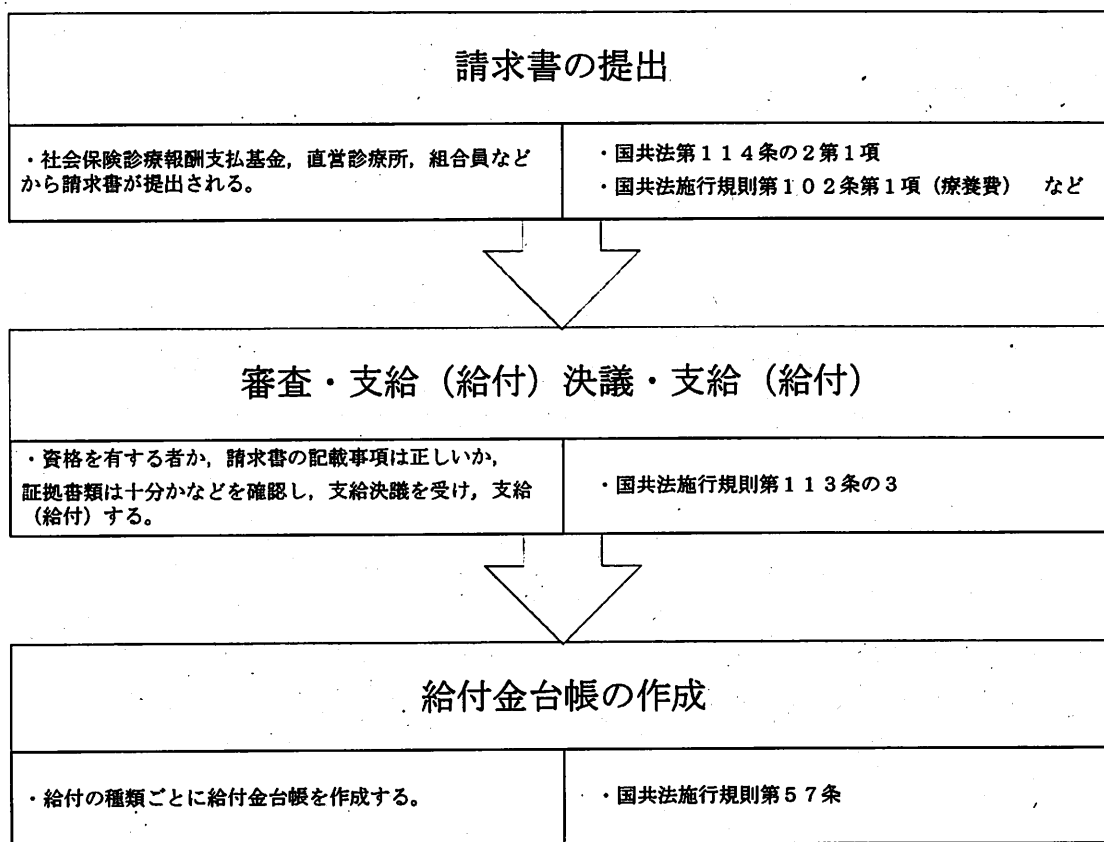 請求書の提出
・社会保険診療報酬支払基金，直営診療所，組合員など
から請求書が提出される。
・国共法第１１４条の２第１項
・国共法施行規則第１０２条第１項（療養費）　など
審査・支給（給付）決議・支給（給付）
・資格を有する者か，請求書の記載事項は正しいか，
証拠書類は十分かなどを確認し，支給決議を受け，支給
（給付）する。
・国共法施行規則第１１３条の３
給付金台帳の作成
・給付の種類ごとに給付金台帳を作成する。
・国共法施行規則第５７条